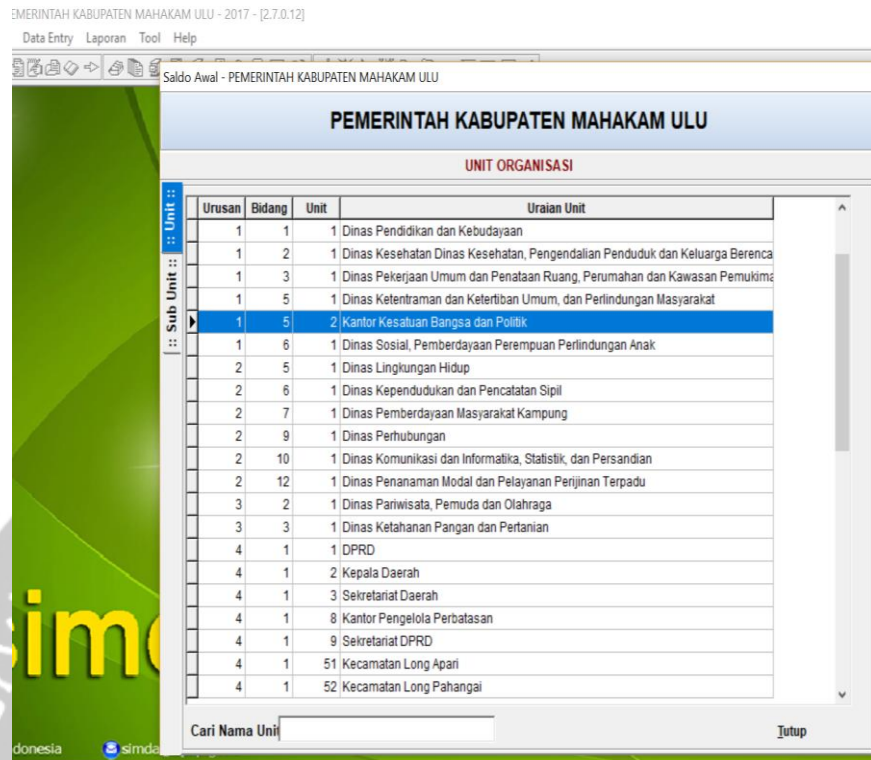 EMERINTAH KABUPATEN MAHAKAM ULU - 2017 - [2.7.0.12]
Data Entry Laporan Tool Help
Saldo Awal - PEMERINTAH KABUPATEN MAHAKAM ULU
PEMERINTAH KABUPATEN MAHAKAM ULU
UNIT ORGANISASI
:: Unit ::
:: Sub Unit ::
Urusan Bidang Unit Uraian Unit
1 1 1 Dinas Pendidikan dan Kebudayaan
1 2 1 Dinas Kesehatan Dinas Kesehatan, Pengendalian Penduduk dan Keluarga Berenca
1 3 1 Dinas Pekerjaan Umum dan Penataan Ruang, Perumahan dan Kawasan Pemukima
1 5 1 Dinas Ketentraman dan Ketertiban Umum, dan Perlindungan Masyarakat
1 5 2 Kantor Kesatuan Bangsa dan Politik
1 6 1 Dinas Sosial, Pemberdayaan Perempuan Perlindungan Anak
2 5 1 Dinas Lingkungan Hidup
2 6 1 Dinas Kependudukan dan Pencatatan Sipil
2 7 1 Dinas Pemberdayaan Masyarakat Kampung
2 9 1 Dinas Perhubungan
2 10 1 Dinas Komunikasi dan Informatika, Statistik, dan Persandian
2 12 1 Dinas Penanaman Modal dan Pelayanan Perijinan Terpadu
3 2 1 Dinas Pariwisata, Pemuda dan Olahraga
3 3 1 Dinas Ketahanan Pangan dan Pertanian
4 1 1 DPRD
4 1 2 Kepala Daerah
4 1 3 Sekretariat Daerah
4 1 8 Kantor Pengelola Perbatasan
4 1 9 Sekretariat DPRD
4 1 51 Kecamatan Long Apari
4 1 52 Kecamatan Long Pahangai
Cari Nama Unit
Tutup
sim
donesia simda